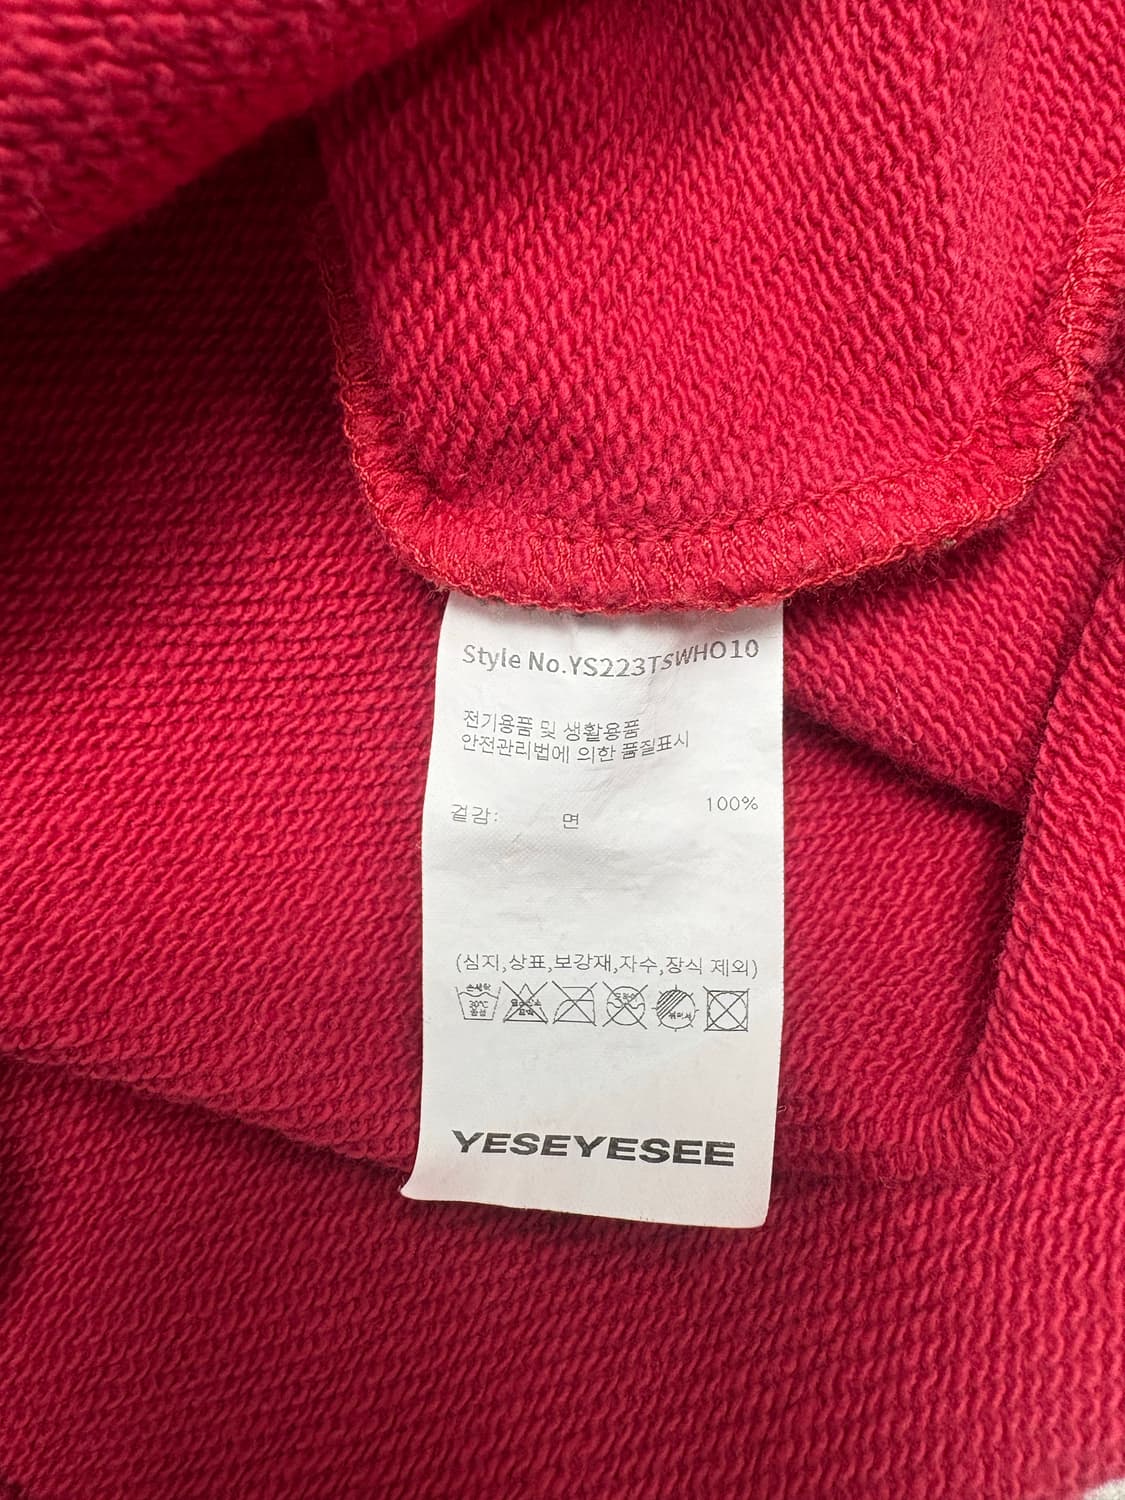 Style No.YS223TSWHO10
전기용품 및 생활용품
안전관리법에 의한 품질표시
겉감: 면 100%
(심지,상표,보강재,자수,장식 제외)
30℃
YESEYESEE